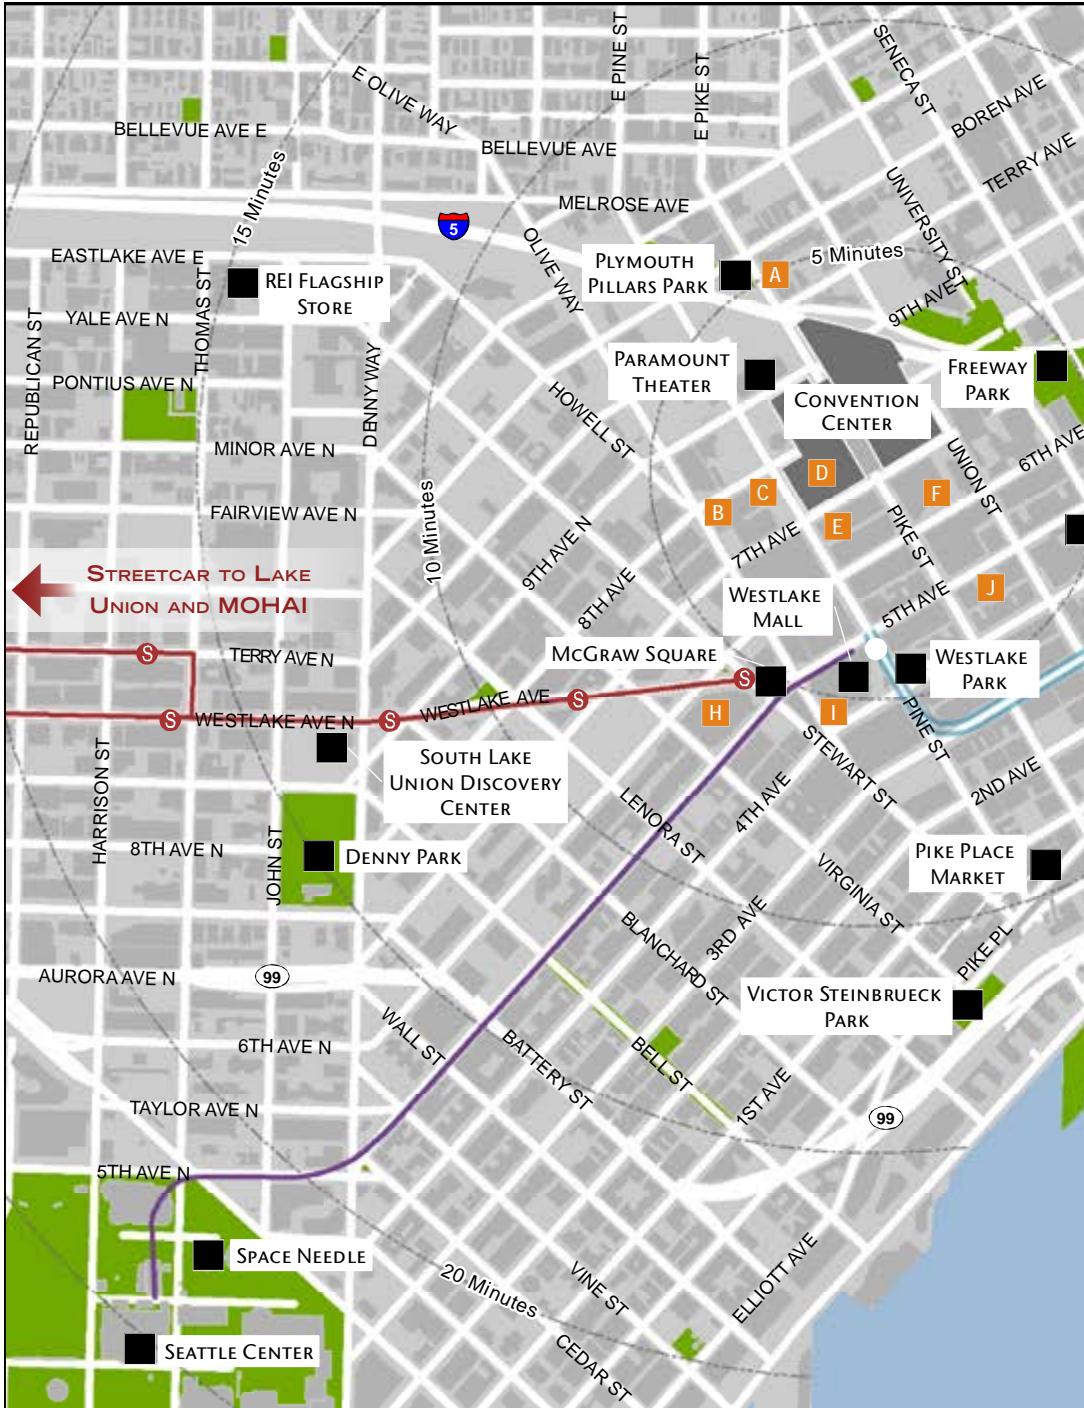 E PINE ST
SENECA ST
E OLIVE WAY
E PIKE ST
BOREN AVE
BELLEVUE AVE E
BELLEVUE AVE
TERRY AVE
15 Minutes
UNIVERSITY ST
MELROSE AVE
5
OLIVE WAY
EASTLAKE AVE E
5 Minutes
PLYMOUTH
PILLARS PARK
A
REI FLAGSHIP
STORE
THOMAS ST
9TH AVE
YALE AVE N
REPUBLICAN ST
PARAMOUNT
THEATER
FREEWAY
PARK
PONTIUS AVE N
DENNY WAY
HOWELL ST
CONVENTION
CENTER
MINOR AVE N
UNION ST
6TH AVE
D
C
F
B
E
10 Minutes
FAIRVIEW AVE N
PIKE ST
7TH AVE
9TH AVE N
STREETCAR TO LAKE
UNION AND MOHAI
8TH AVE
WESTLAKE
MALL
5TH AVE
J
S
TERRY AVE N
MCGRAW SQUARE
S
WESTLAKE
PARK
S
WESTLAKE AVE N
S
WESTLAKE AVE
S
H
I
PINE ST
HARRISON ST
SOUTH LAKE
UNION DISCOVERY
CENTER
STEWART ST
2ND AVE
LENORA ST
4TH AVE
8TH AVE N
JOHN ST
DENNY PARK
PIKE PLACE
MARKET
VIRGINIA ST
3RD AVE
BLANCHARD ST
PIKE PL
AURORA AVE N
99
VICTOR STEINBRUECK
PARK
WALL ST
6TH AVE N
BATTERY ST
BELL ST
1ST AVE
TAYLOR AVE N
99
5TH AVE N
SPACE NEEDLE
20 Minutes
VINE ST
ELLIOTT AVE
SEATTLE CENTER
CEDAR ST